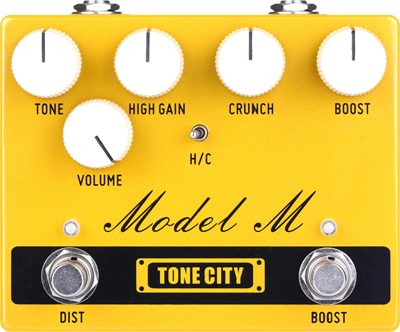 TONE HIGH GAIN CRUNCH BOOST
VOLUME
H/C
Model M
TONE CITY
DIST BOOST